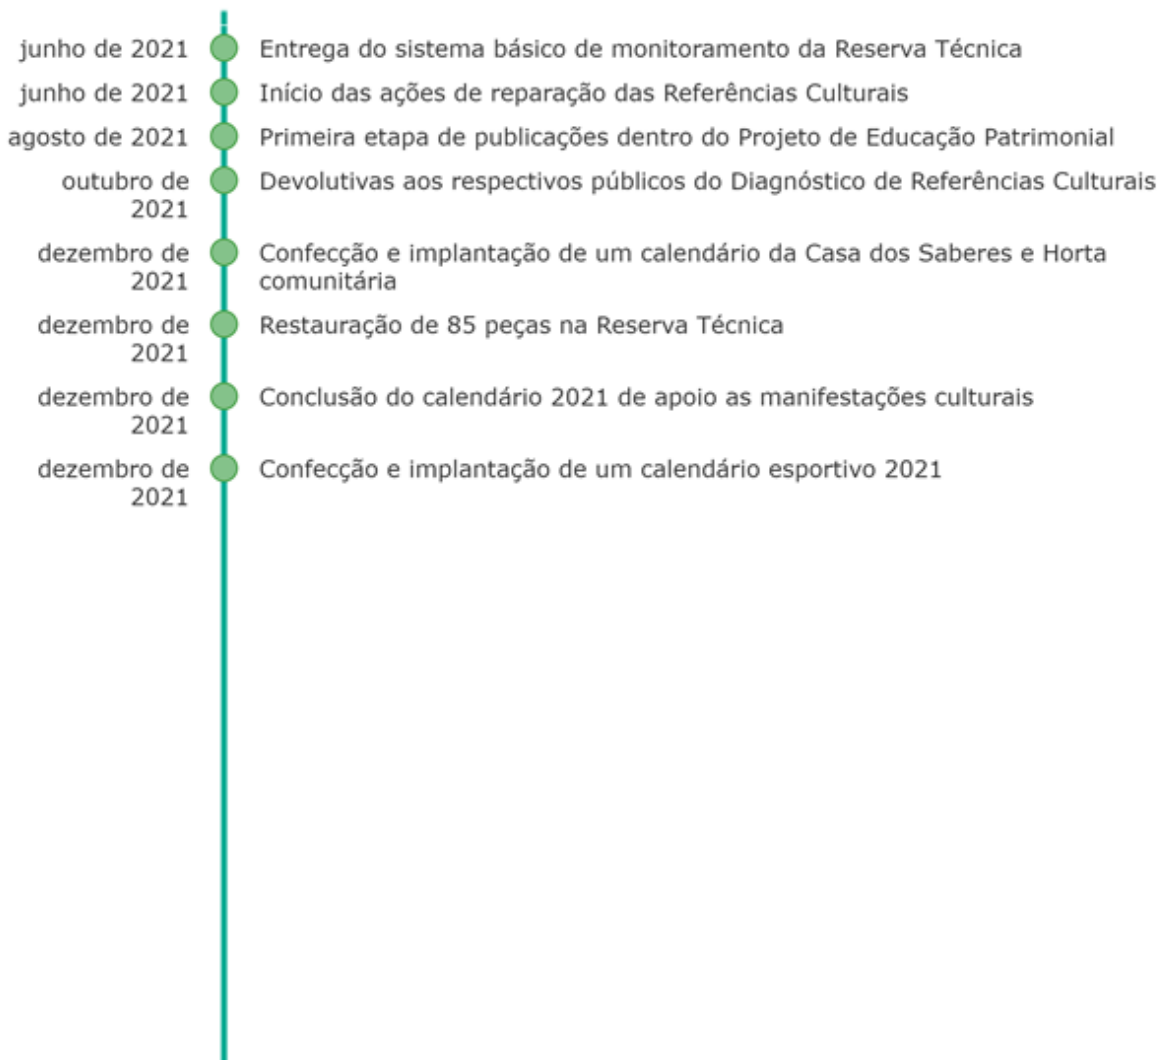 junho de 2021 Entrega do sistema básico de monitoramento da Reserva Técnica
junho de 2021 Início das ações de reparação das Referências Culturais
agosto de 2021 Primeira etapa de publicações dentro do Projeto de Educação Patrimonial
outubro de Devolutivas aos respectivos públicos do Diagnóstico de Referências Culturais
2021
dezembro de Confecção e implantação de um calendário da Casa dos Saberes e Horta
2021 comunitária
dezembro de Restauração de 85 peças na Reserva Técnica
2021
dezembro de Conclusão do calendário 2021 de apoio as manifestações culturais
2021
dezembro de Confecção e implantação de um calendário esportivo 2021
2021